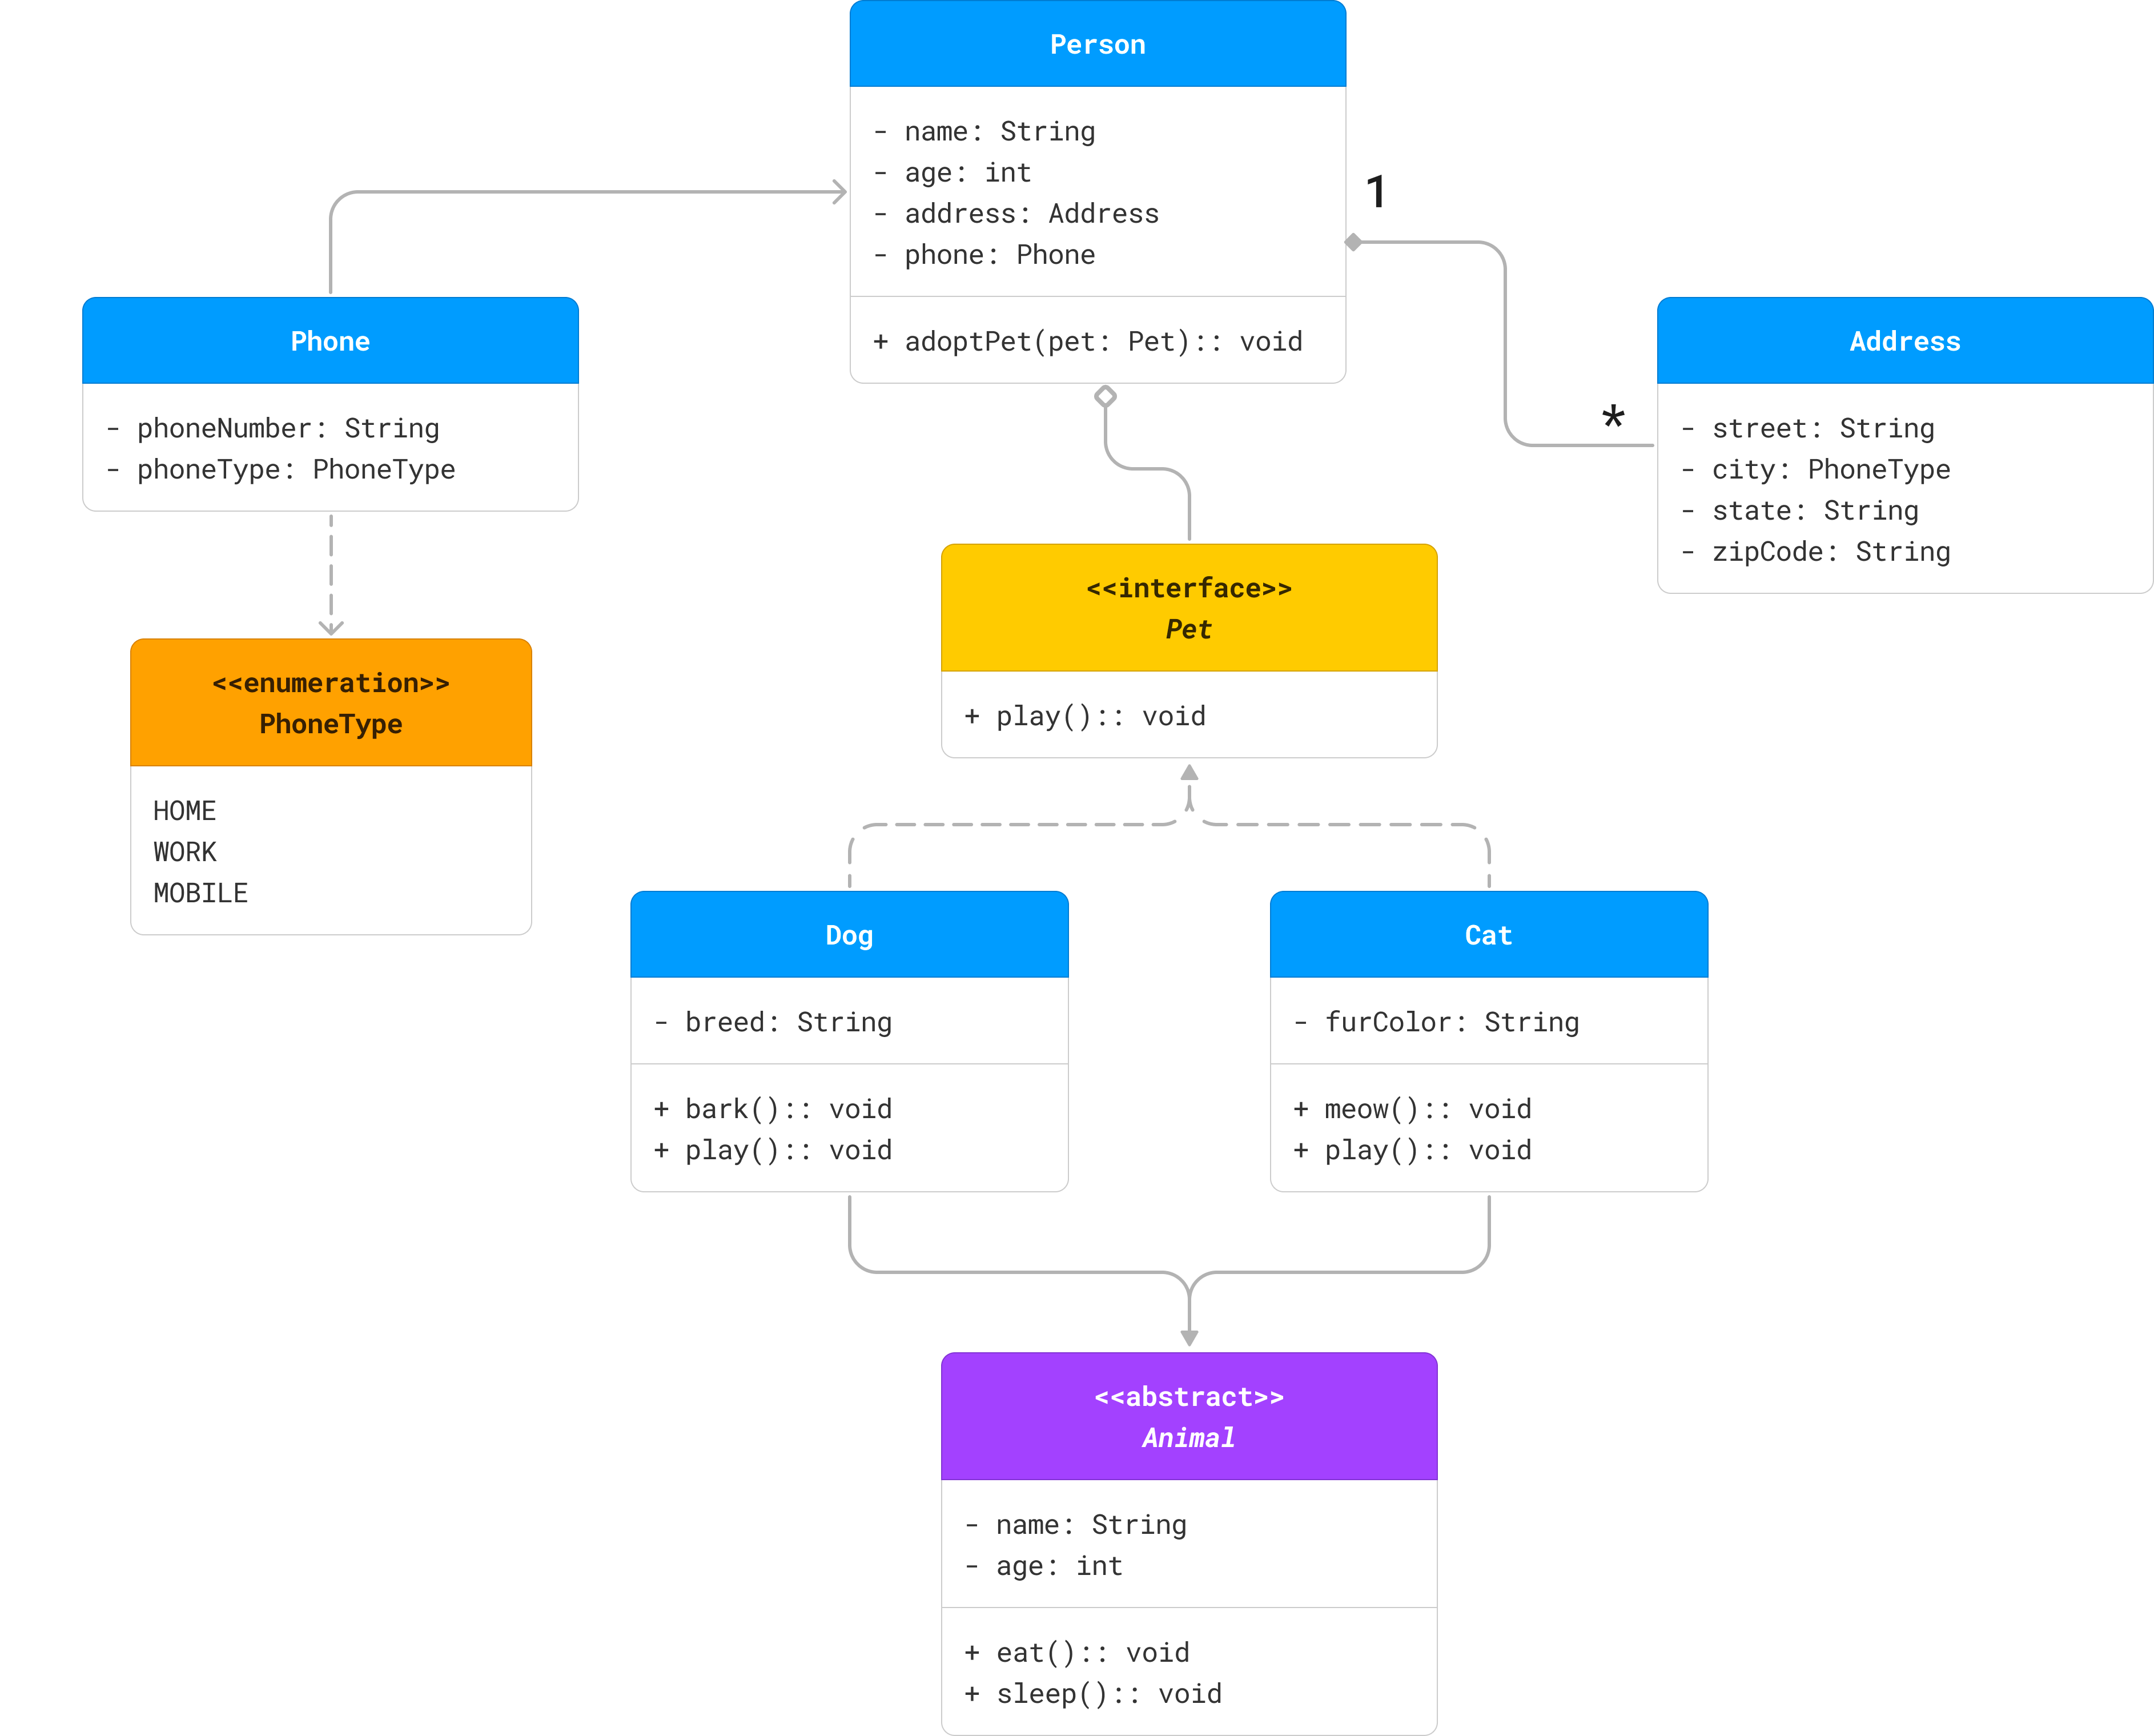 Person
- name: String
- age: int
- address: Address
- phone: Phone
+ adoptPet(pet: Pet):: void
1
*
Phone
- phoneNumber: String
- phoneType: PhoneType
Address
- street: String
- city: PhoneType
- state: String
- zipCode: String
<<interface>>
Pet
+ play():: void
<<enumeration>>
PhoneType
HOME
WORK
MOBILE
Dog
- breed: String
+ bark():: void
+ play():: void
Cat
- furColor: String
+ meow():: void
+ play():: void
<<abstract>>
Animal
- name: String
- age: int
+ eat():: void
+ sleep():: void